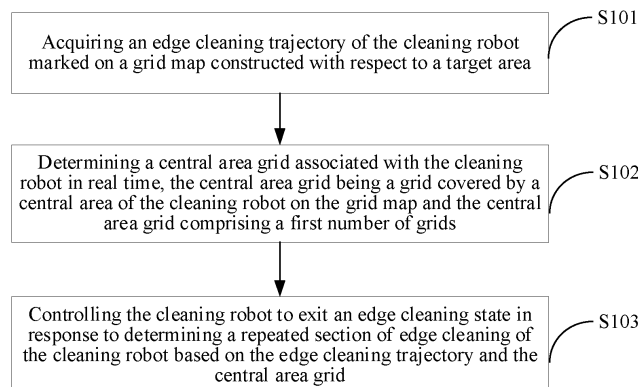 S101
Acquiring an edge cleaning trajectory of the cleaning robot
marked on a grid map constructed with respect to a target area
Determining a central area grid associated with the cleaning
robot in real time, the central area grid being a grid covered by a
central area of the cleaning robot on the grid map and the central
area grid comprising a first number of grids
S102
Controlling the cleaning robot to exit an edge cleaning state in
response to determining a repeated section of edge cleaning of
the cleaning robot based on the edge cleaning trajectory and the
central area grid
S103